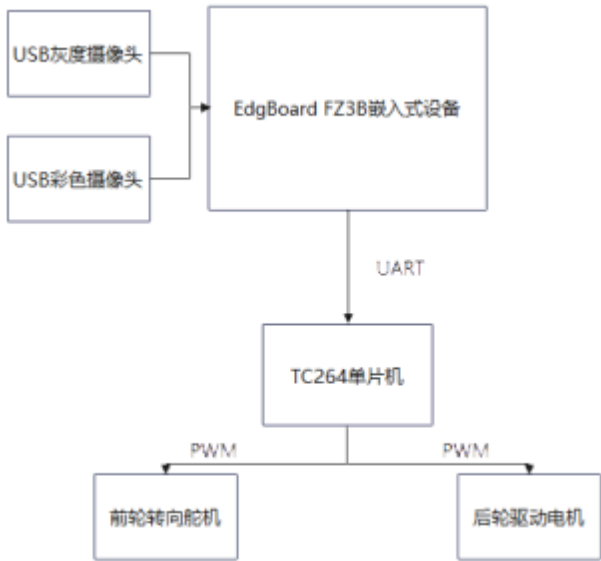 USB灰度摄像头
EdgBoard FZ3B嵌入式设备
USB彩色摄像头
UART
TC264单片机
PWM
PWM
前轮转向舵机
后轮驱动电机